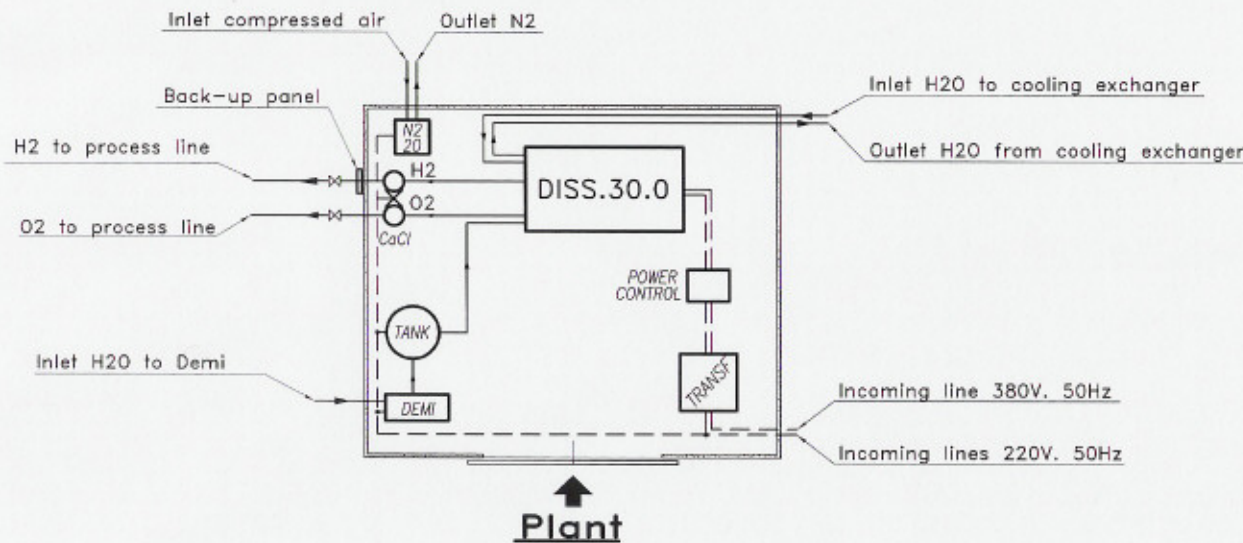 Inlet compressed air
Outlet N2
Back-up panel
Inlet H2O to cooling exchanger
H2 to process line
N2
20
H2
Outlet H2O from cooling exchanger
DISS.30.0
O2
O2 to process line
CaCl
POWER
CONTROL
TANK
Inlet H2O to Demi
TRANSF
DEMI
Incoming line 380V. 50Hz
Incoming lines 220V. 50Hz
Plant